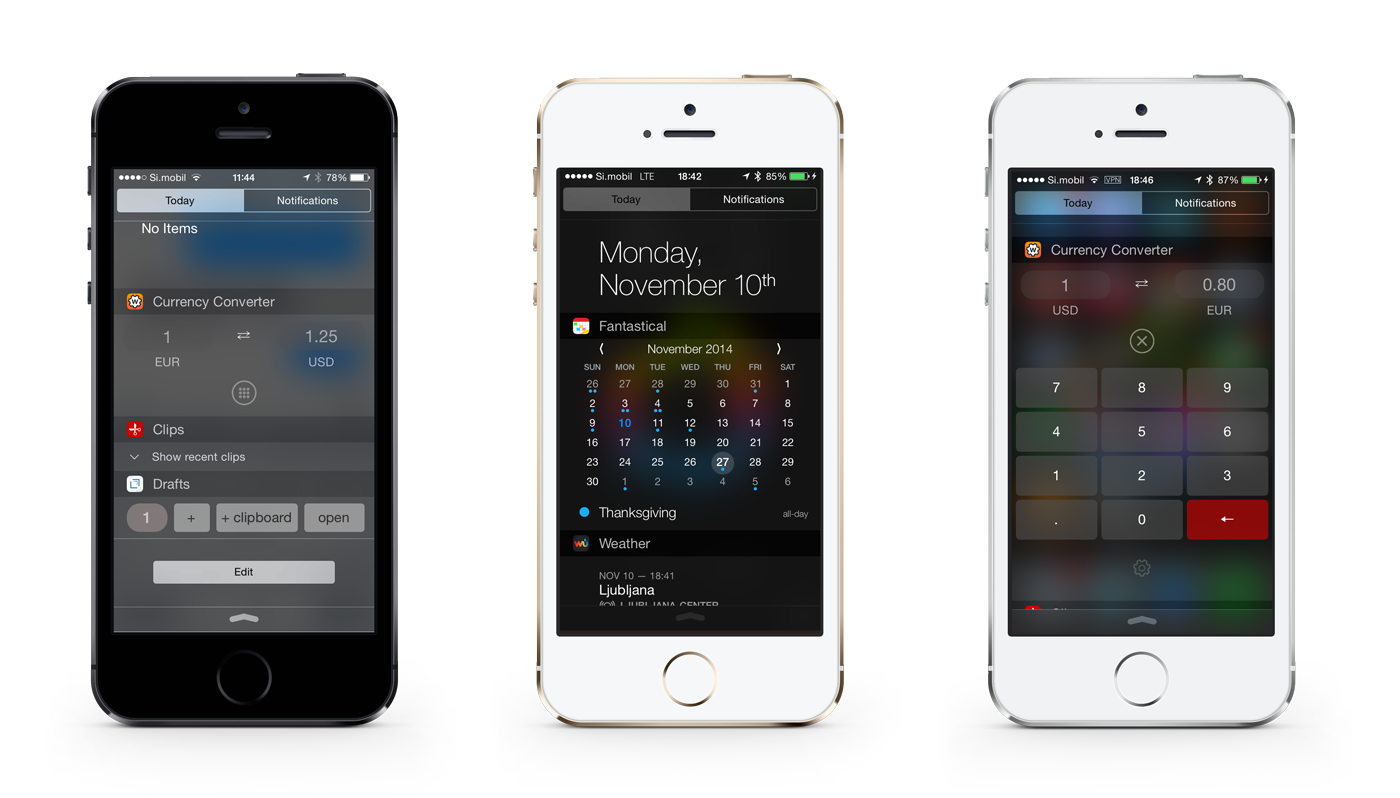 Si.mobil 11:44 78%
Today Notifications
No Items
Currency Converter
1 ⇄ 1.25
EUR USD
Clips
Show recent clips
Drafts
1 + + clipboard open
Edit
Si.mobil LTE 18:42 85%
Today Notifications
Monday,
November 10th
Fantastical
⟨ November 2014 ⟩
SUN MON TUE WED THU FRI SAT
26 27 28 29 30 31 1
2 3 4 5 6 7 8
9 10 11 12 13 14 15
16 17 18 19 20 21 22
23 24 25 26 27 28 29
30 1 2 3 4 5 6
Thanksgiving all-day
Weather
NOV 10 — 18:41
Ljubljana
LJUBLJANA CENTER
Si.mobil VPN 18:46 87%
Today Notifications
Currency Converter
1 ⇄ 0.80
USD EUR
7 8 9
4 5 6
1 2 3
. 0 ←